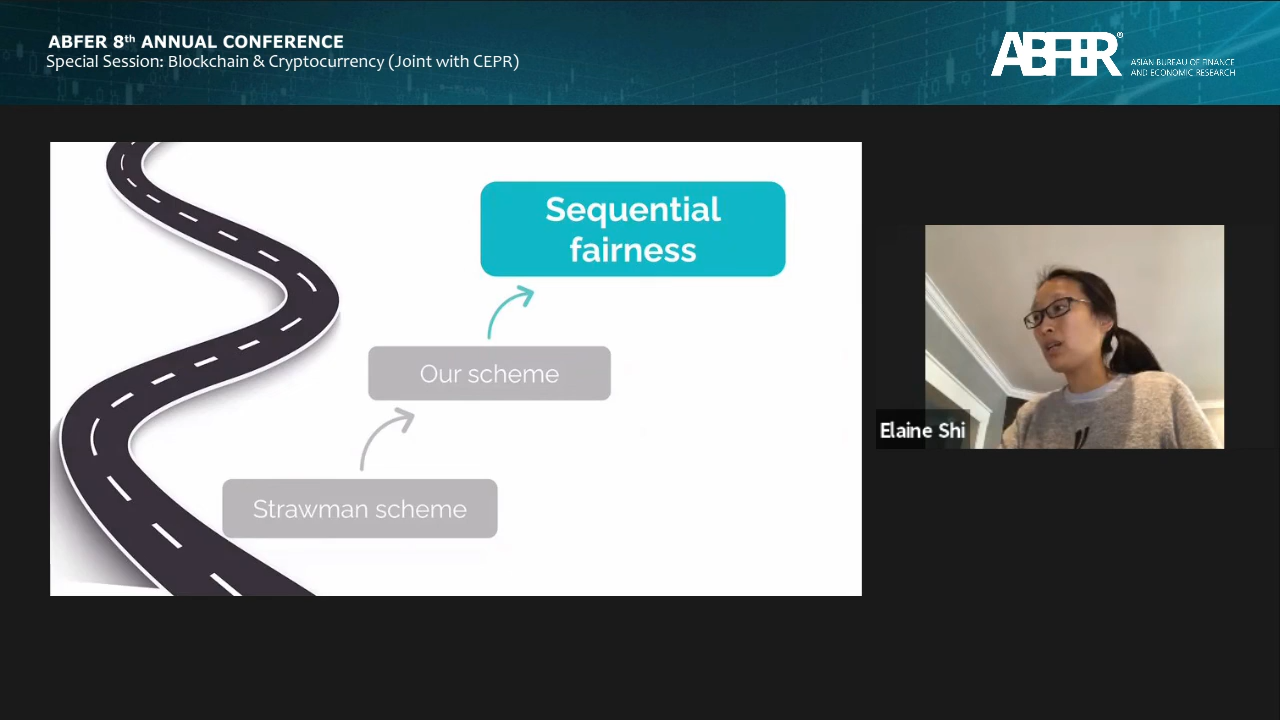 ABFER 8th ANNUAL CONFERENCE
Special Session: Blockchain & Cryptocurrency (Joint with CEPR)
ABFER®
ASIAN BUREAU OF FINANCE
AND ECONOMIC RESEARCH
Sequential
fairness
Our scheme
Strawman scheme
Elaine Shi